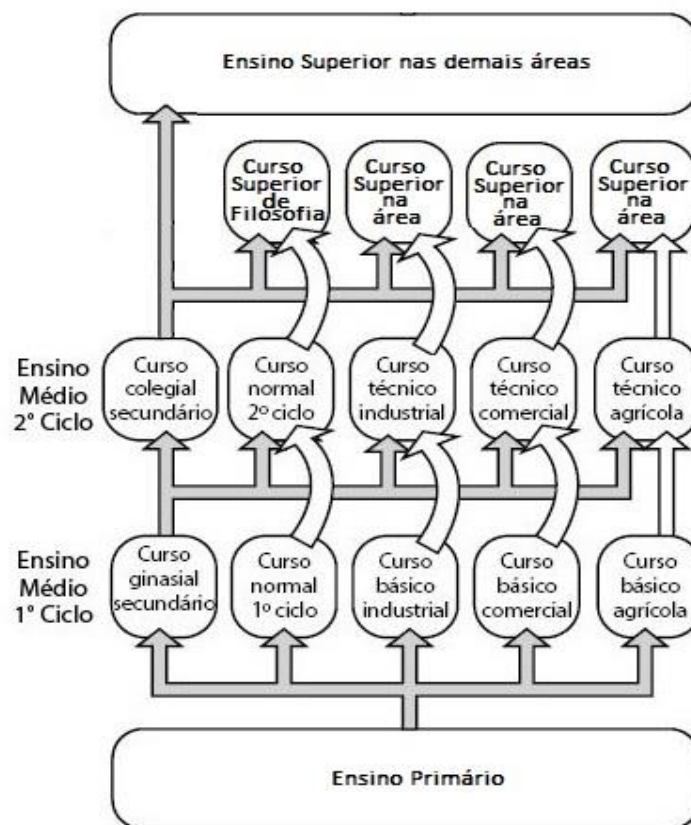 Ensino Superior nas demais áreas
Curso
Superior
de
Filosofia
Curso
Superior
na
área
Curso
Superior
na
área
Curso
Superior
na
área
Ensino
Médio
2° Ciclo
Curso
colegial
secundário
Curso
normal
2º ciclo
Curso
técnico
industrial
Curso
técnico
comercial
Curso
técnico
agrícola
Ensino
Médio
1° Ciclo
Curso
ginasial
secundário
Curso
normal
1º ciclo
Curso
básico
industrial
Curso
básico
comercial
Curso
básico
agrícola
Ensino Primário